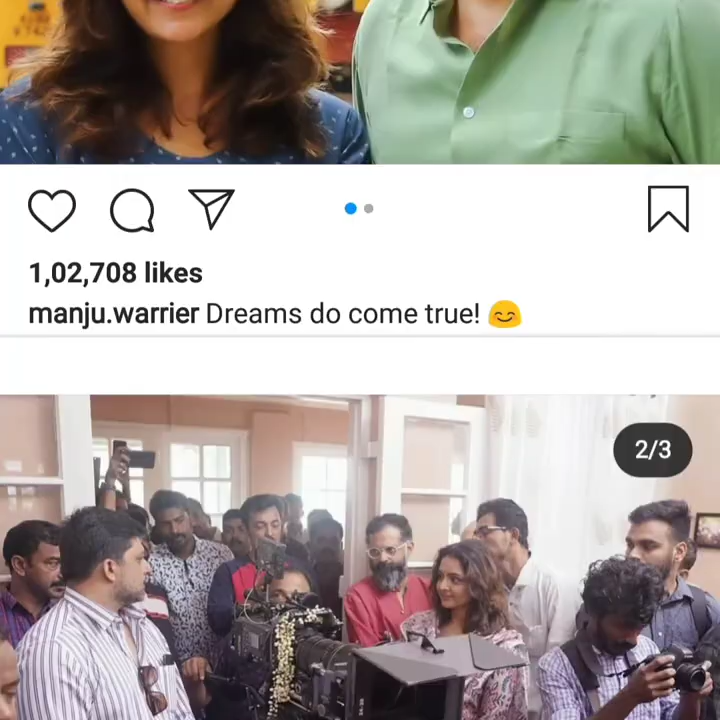 1,02,708 likes
manju.warrier Dreams do come true! 😊
2/3